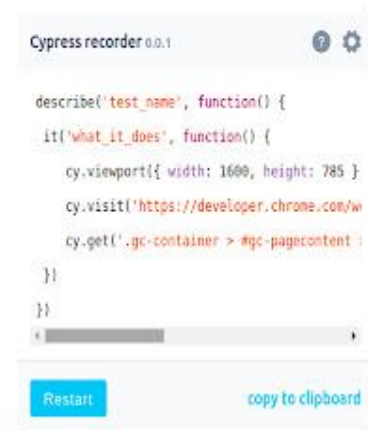 Cypress recorder 0.0.1
describe('test_name', function() {
it('what_it_does', function() {
cy.viewport({ width: 1600, height: 785 }
cy.visit('https://developer.chrome.com/we
cy.get('.gc-container > #gc-pagecontent >
})
})
Restart
copy to clipboard